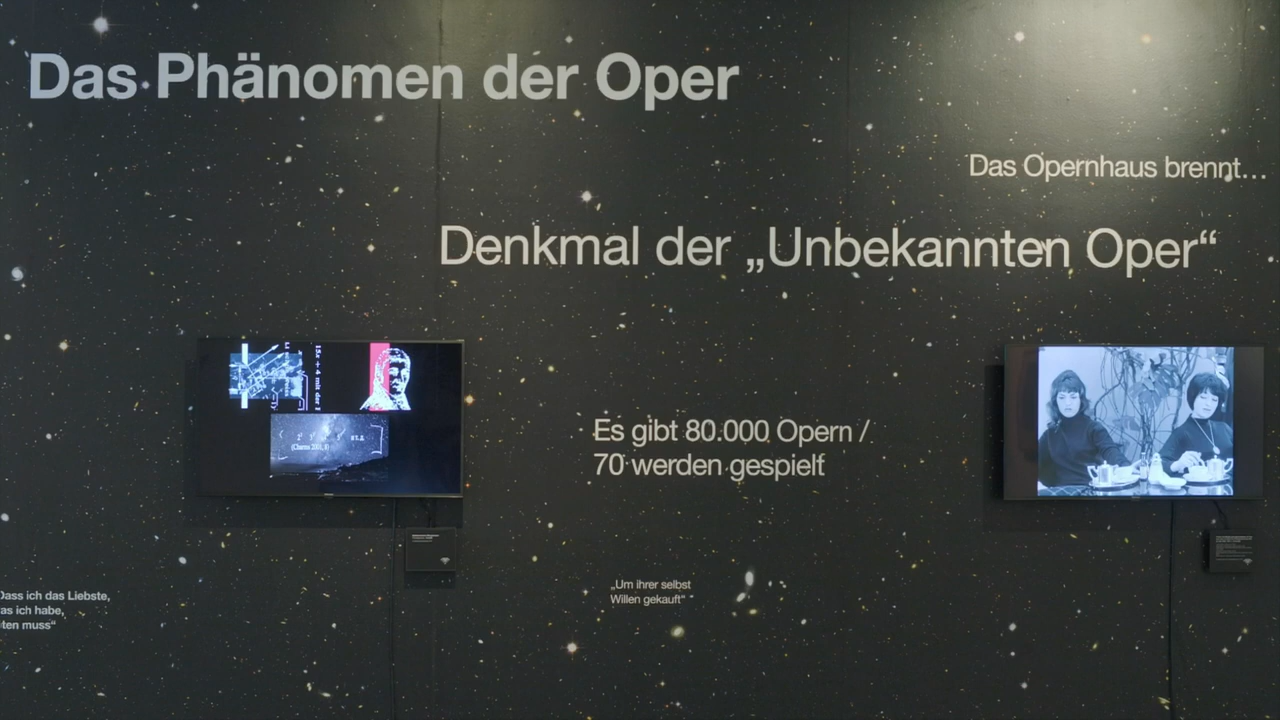 Das Phänomen der Oper
Das Opernhaus brennt...
Denkmal der „Unbekannten Oper“
Es gibt 80.000 Opern /
70 werden gespielt
„Um ihrer selbst
Willen gekauft“
Dass ich das Liebste,
as ich habe,
ten muss“